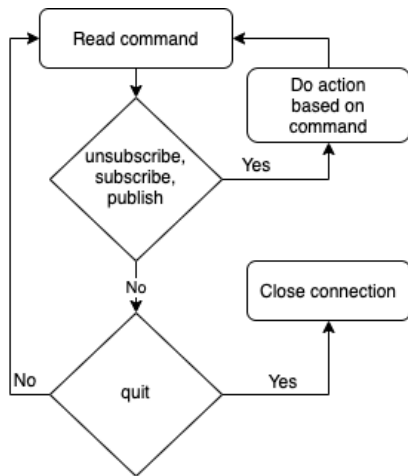 Read command
Do action
based on
command
unsubscribe,
subscribe,
publish
Yes
No
Close connection
No
quit
Yes